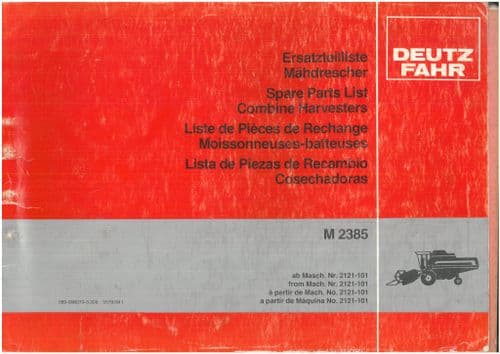 DEUTZ
FAHR
Ersatzteilliste
Mähdrescher
Spare Parts List
Combine Harvesters
Liste de Pièces de Rechange
Moissonneuses-batteuses
Lista de Piezas de Recambio
Cosechadoras
M 2385
ab Masch. Nr. 2121-101
from Mach. Nr. 2121-101
à partir de Mach. No. 2121-101
a partir de Maquina No. 2121-101